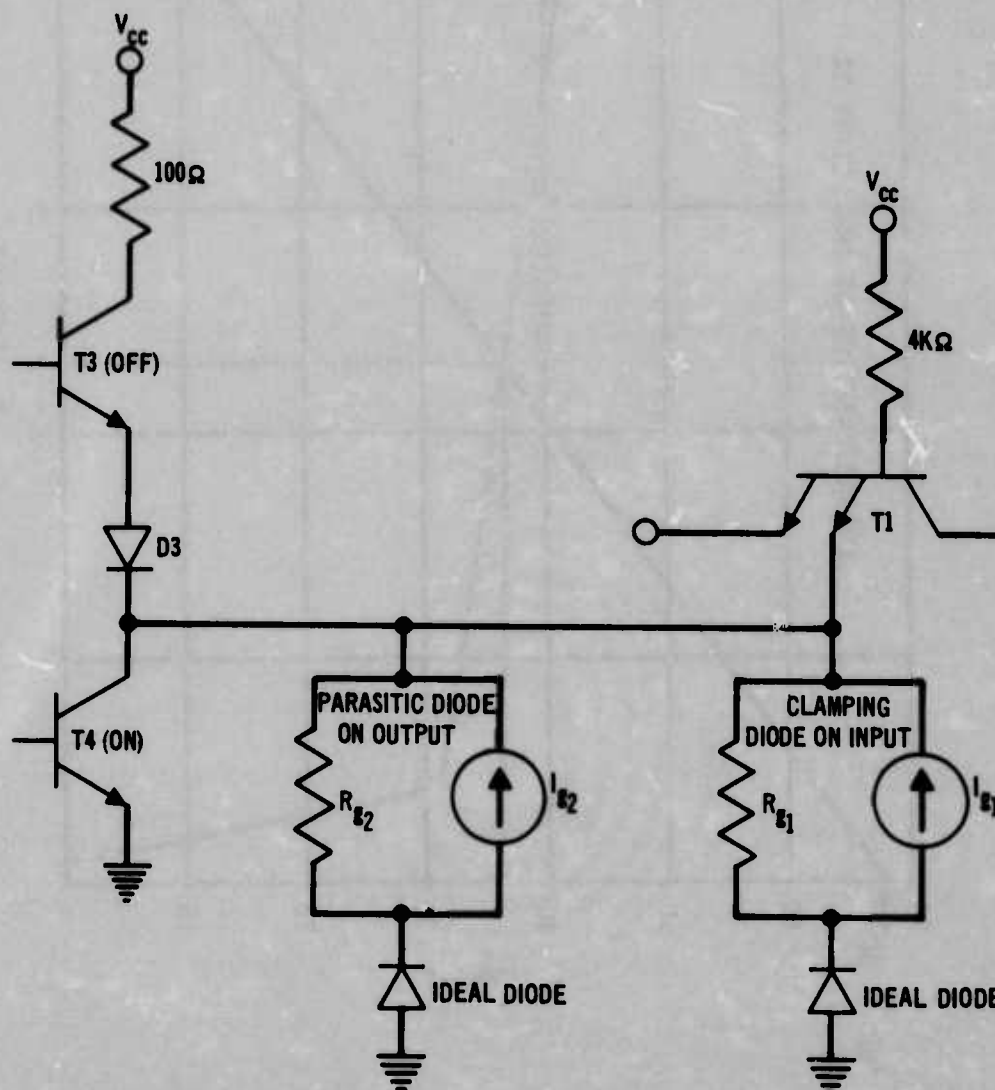 Vcc
100Ω
Vcc
T3 (OFF)
4KΩ
D3
T1
T4 (ON)
PARASITIC DIODE
ON OUTPUT
CLAMPING
DIODE ON INPUT
Rg2
Ig2
Rg1
Ig1
IDEAL DIODE
IDEAL DIODE